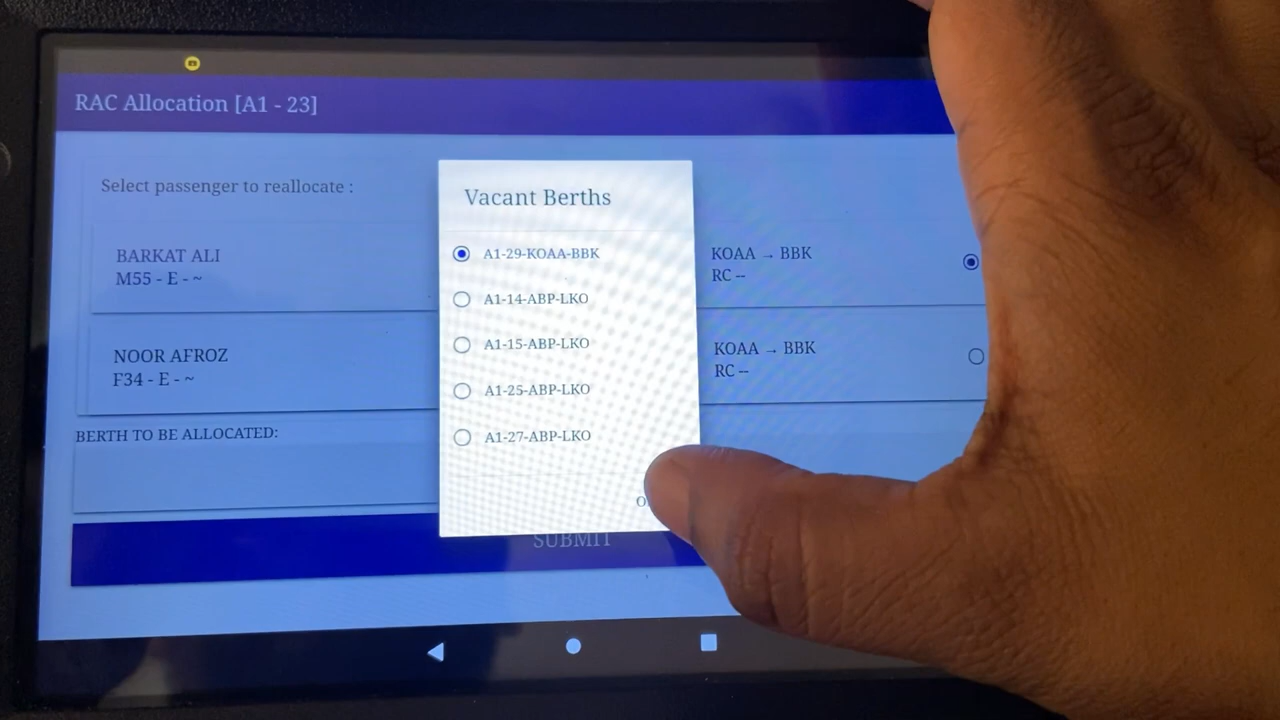 RAC Allocation [A1 - 23]
Select passenger to reallocate :
BARKAT ALI
M55 - E - ~
KOAA → BBK
RC --
NOOR AFROZ
F34 - E - ~
KOAA → BBK
RC --
BERTH TO BE ALLOCATED:
Vacant Berths
A1-29-KOAA-BBK
A1-14-ABP-LKO
A1-15-ABP-LKO
A1-25-ABP-LKO
A1-27-ABP-LKO
SUBMIT